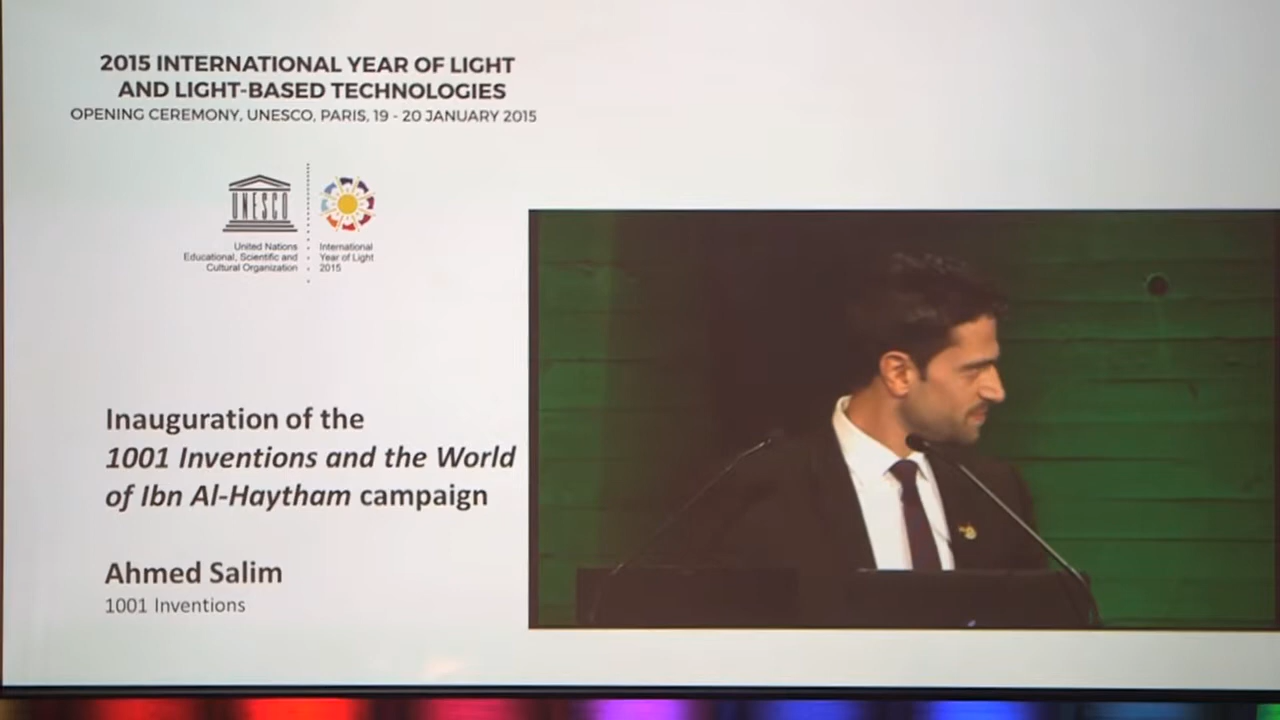 2015 INTERNATIONAL YEAR OF LIGHT
AND LIGHT-BASED TECHNOLOGIES
OPENING CEREMONY, UNESCO, PARIS, 19 - 20 JANUARY 2015
UNESCO
United Nations
Educational, Scientific and
Cultural Organization
International
Year of Light
2015
Inauguration of the
1001 Inventions and the World
of Ibn Al-Haytham campaign
Ahmed Salim
1001 Inventions